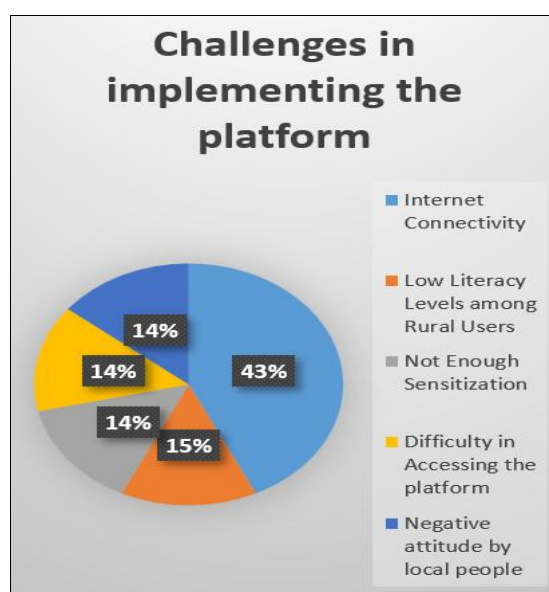 Challenges in
implementing the
platform
Internet
Connectivity
Low Literacy
Levels among
Rural Users
Not Enough
Sensitization
Difficulty in
Accessing the
platform
Negative
attitude by
local people
14%
14%
43%
14%
15%